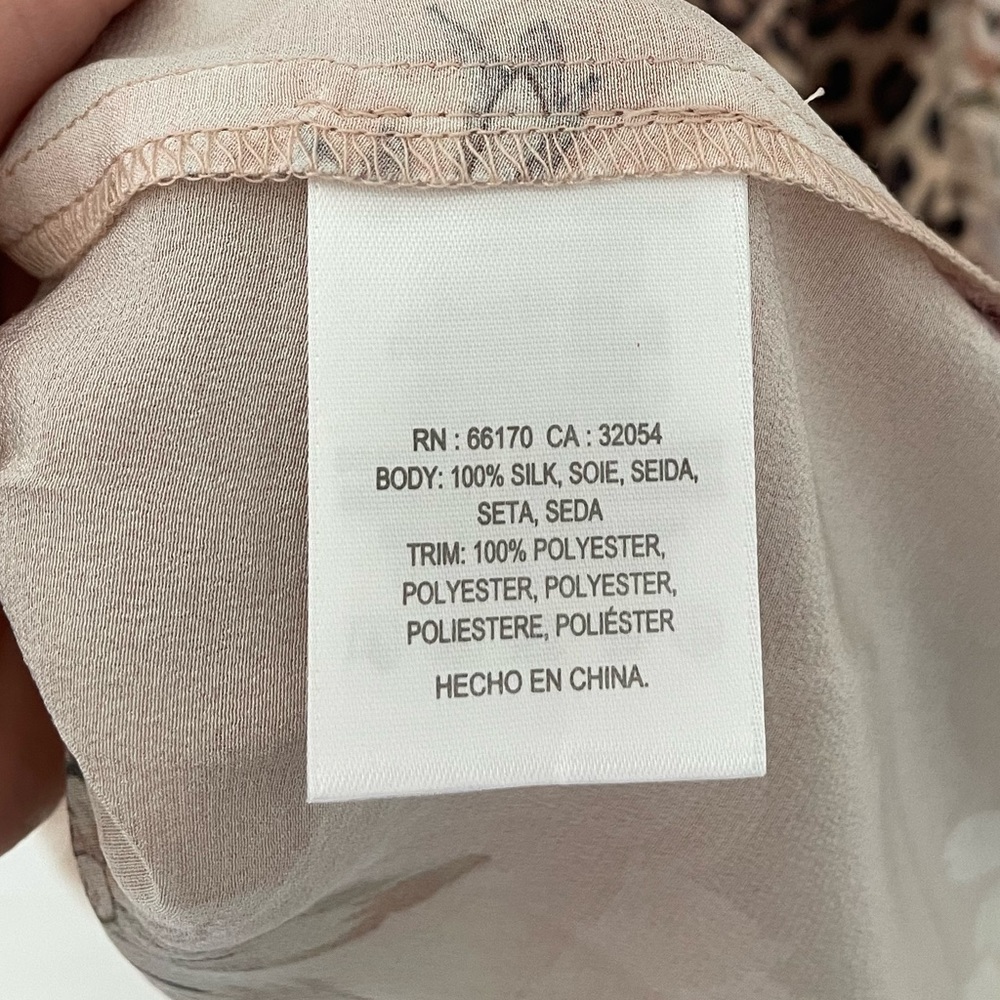 RN : 66170 CA : 32054
BODY: 100% SILK, SOIE, SEIDA,
SETA, SEDA
TRIM: 100% POLYESTER,
POLYESTER, POLYESTER,
POLIESTERE, POLIÉSTER
HECHO EN CHINA.